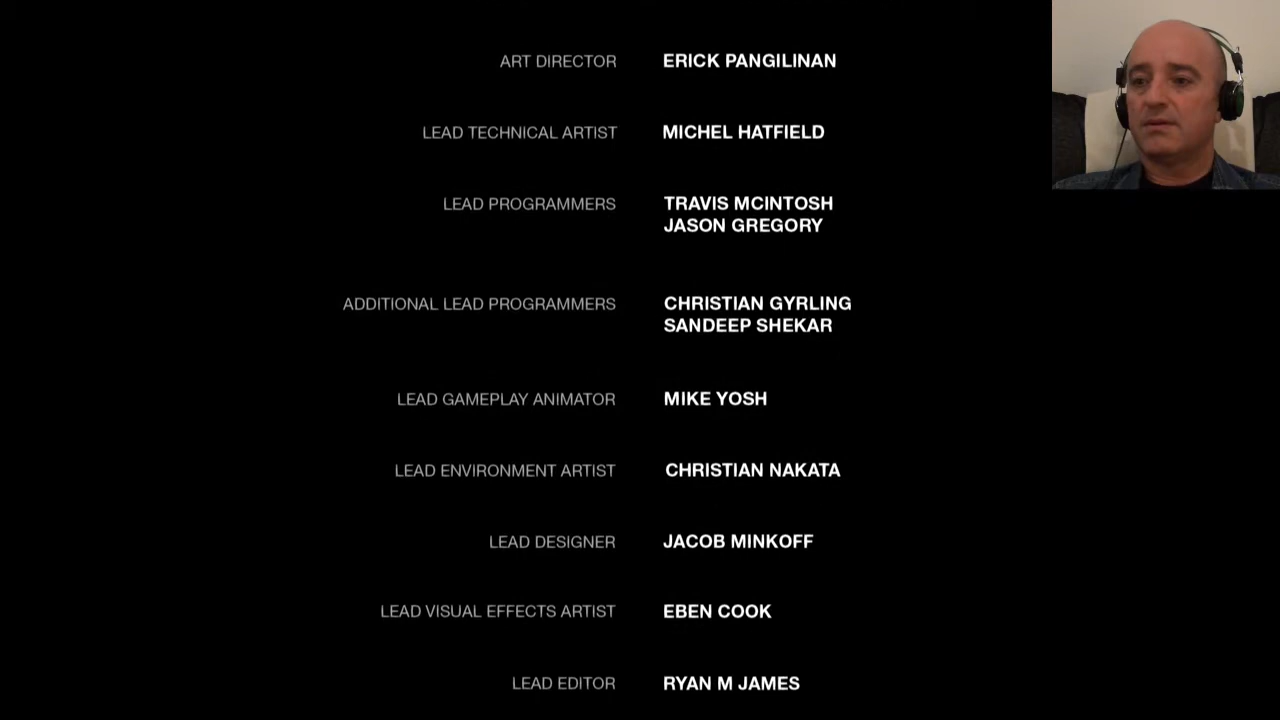 ART DIRECTOR ERICK PANGILINAN
LEAD TECHNICAL ARTIST MICHEL HATFIELD
LEAD PROGRAMMERS TRAVIS MCINTOSH
JASON GREGORY
ADDITIONAL LEAD PROGRAMMERS CHRISTIAN GYRLING
SANDEEP SHEKAR
LEAD GAMEPLAY ANIMATOR MIKE YOSH
LEAD ENVIRONMENT ARTIST CHRISTIAN NAKATA
LEAD DESIGNER JACOB MINKOFF
LEAD VISUAL EFFECTS ARTIST EBEN COOK
LEAD EDITOR RYAN M JAMES